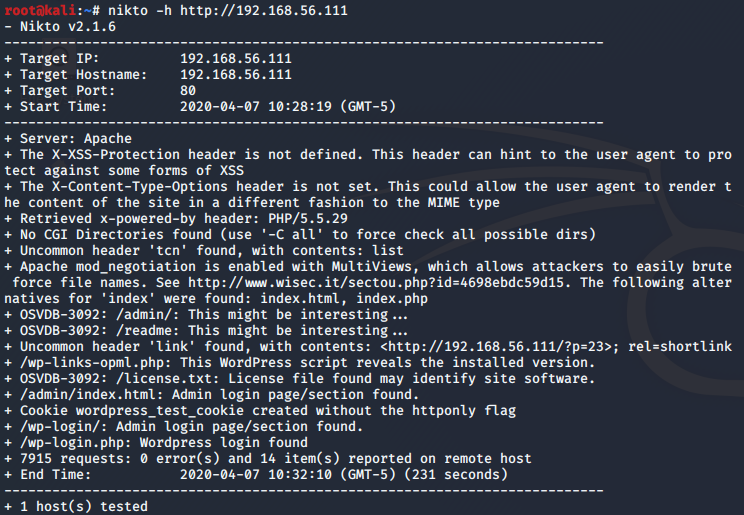 root@kali:~# nikto -h http://192.168.56.111
- Nikto v2.1.6
---------------------------------------------------------------------------
+ Target IP:          192.168.56.111
+ Target Hostname:    192.168.56.111
+ Target Port:        80
+ Start Time:         2020-04-07 10:28:19 (GMT-5)
---------------------------------------------------------------------------
+ Server: Apache
+ The X-XSS-Protection header is not defined. This header can hint to the user agent to pro
tect against some forms of XSS
+ The X-Content-Type-Options header is not set. This could allow the user agent to render t
he content of the site in a different fashion to the MIME type
+ Retrieved x-powered-by header: PHP/5.5.29
+ No CGI Directories found (use '-C all' to force check all possible dirs)
+ Uncommon header 'tcn' found, with contents: list
+ Apache mod_negotiation is enabled with MultiViews, which allows attackers to easily brute
 force file names. See http://www.wisec.it/sectou.php?id=4698ebdc59d15. The following alter
natives for 'index' were found: index.html, index.php
+ OSVDB-3092: /admin/: This might be interesting...
+ OSVDB-3092: /readme: This might be interesting...
+ Uncommon header 'link' found, with contents: <http://192.168.56.111/?p=23>; rel=shortlink
+ /wp-links-opml.php: This WordPress script reveals the installed version.
+ OSVDB-3092: /license.txt: License file found may identify site software.
+ /admin/index.html: Admin login page/section found.
+ Cookie wordpress_test_cookie created without the httponly flag
+ /wp-login/: Admin login page/section found.
+ /wp-login.php: Wordpress login found
+ 7915 requests: 0 error(s) and 14 item(s) reported on remote host
+ End Time:           2020-04-07 10:32:10 (GMT-5) (231 seconds)
---------------------------------------------------------------------------
+ 1 host(s) tested